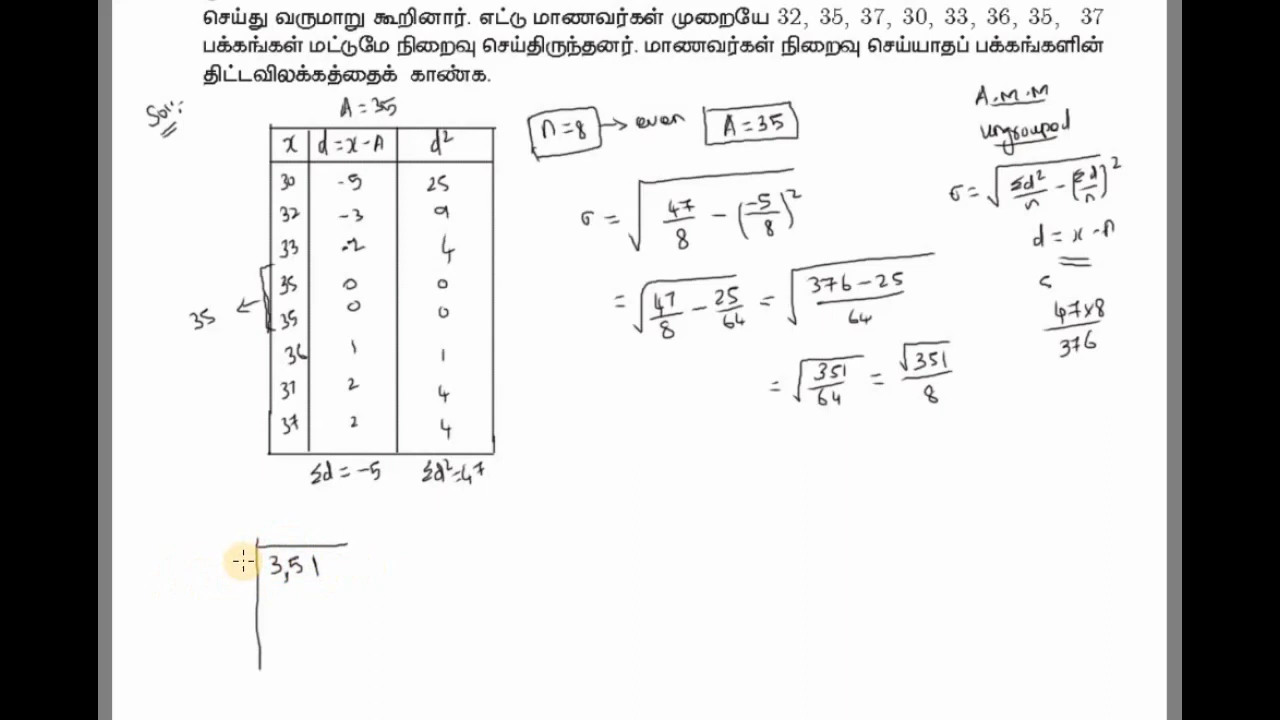 செய்து வருமாறு கூறினார். எட்டு மாணவர்கள் முறையே 32, 35, 37, 30, 33, 36, 35, 37
பக்கங்கள் மட்டுமே நிறைவு செய்திருந்தனர். மாணவர்கள் நிறைவு செய்யாதப் பக்கங்களின்
திட்டவிலக்கத்தைக் காண்க.
Sol:
A = 35
x | d = x - A | d²
30 | -5 | 25
32 | -3 | 9
33 | -2 | 4
35 | 0 | 0
35 | 0 | 0
36 | 1 | 1
37 | 2 | 4
37 | 2 | 4
Σd = -5 Σd² = 47
35 ←
n = 8 → even A = 35
σ = √(47/8 - (-5/8)²)
= √(47/8 - 25/64) = √((376 - 25)/64)
= √(351/64) = √351/8
A.M.M
ungrouped
σ = √(Σd²/n - (Σd/n)²)
d = x - A
47×8
376
3,51